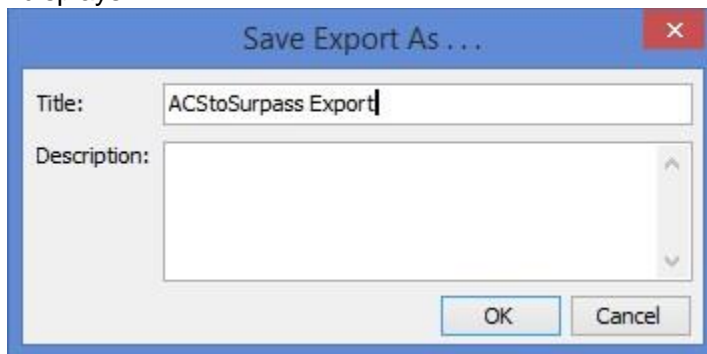 Save Export As . . .
Title:
ACStoSurpass Export
Description:
OK
Cancel